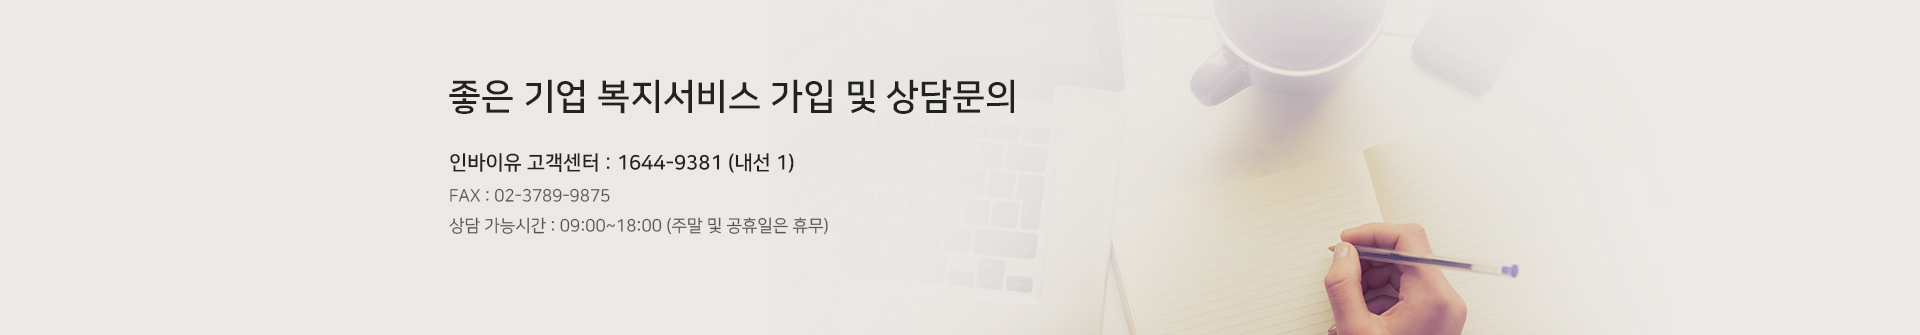 좋은 기업 복지서비스 가입 및 상담문의
인바이유 고객센터 : 1644-9381 (내선 1)
FAX : 02-3789-9875
상담 가능시간 : 09:00~18:00 (주말 및 공휴일은 휴무)